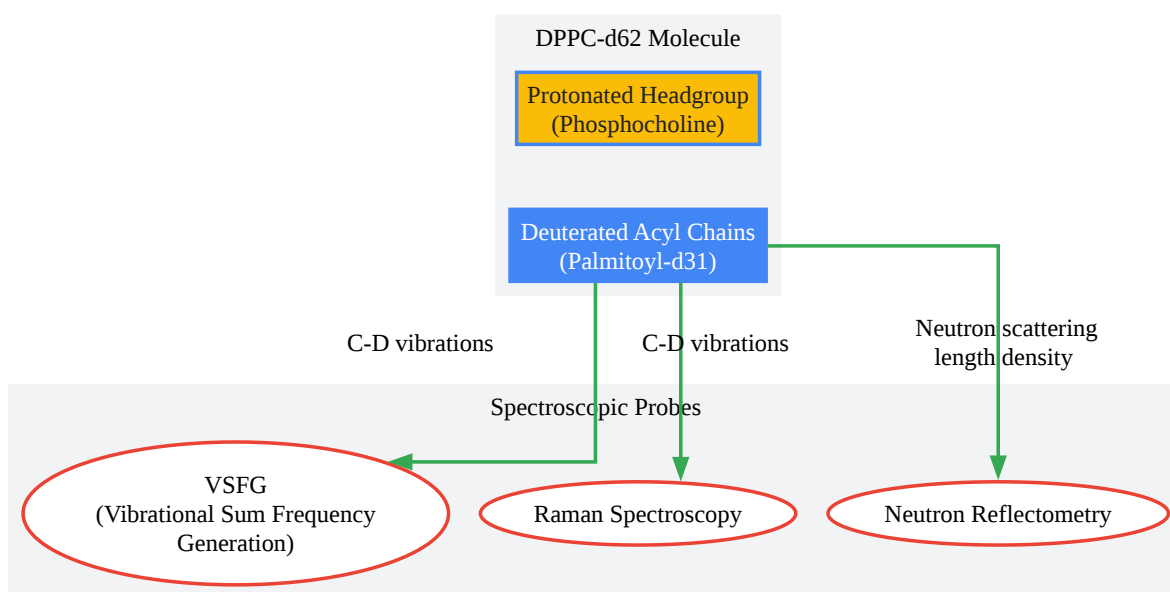 DPPC-d62 Molecule
Protonated Headgroup
(Phosphocholine)
Deuterated Acyl Chains
(Palmitoyl-d31)
C-D vibrations
C-D vibrations
Neutron scattering
length density
Spectroscopic Probes
VSFG
(Vibrational Sum Frequency
Generation)
Raman Spectroscopy
Neutron Reflectometry